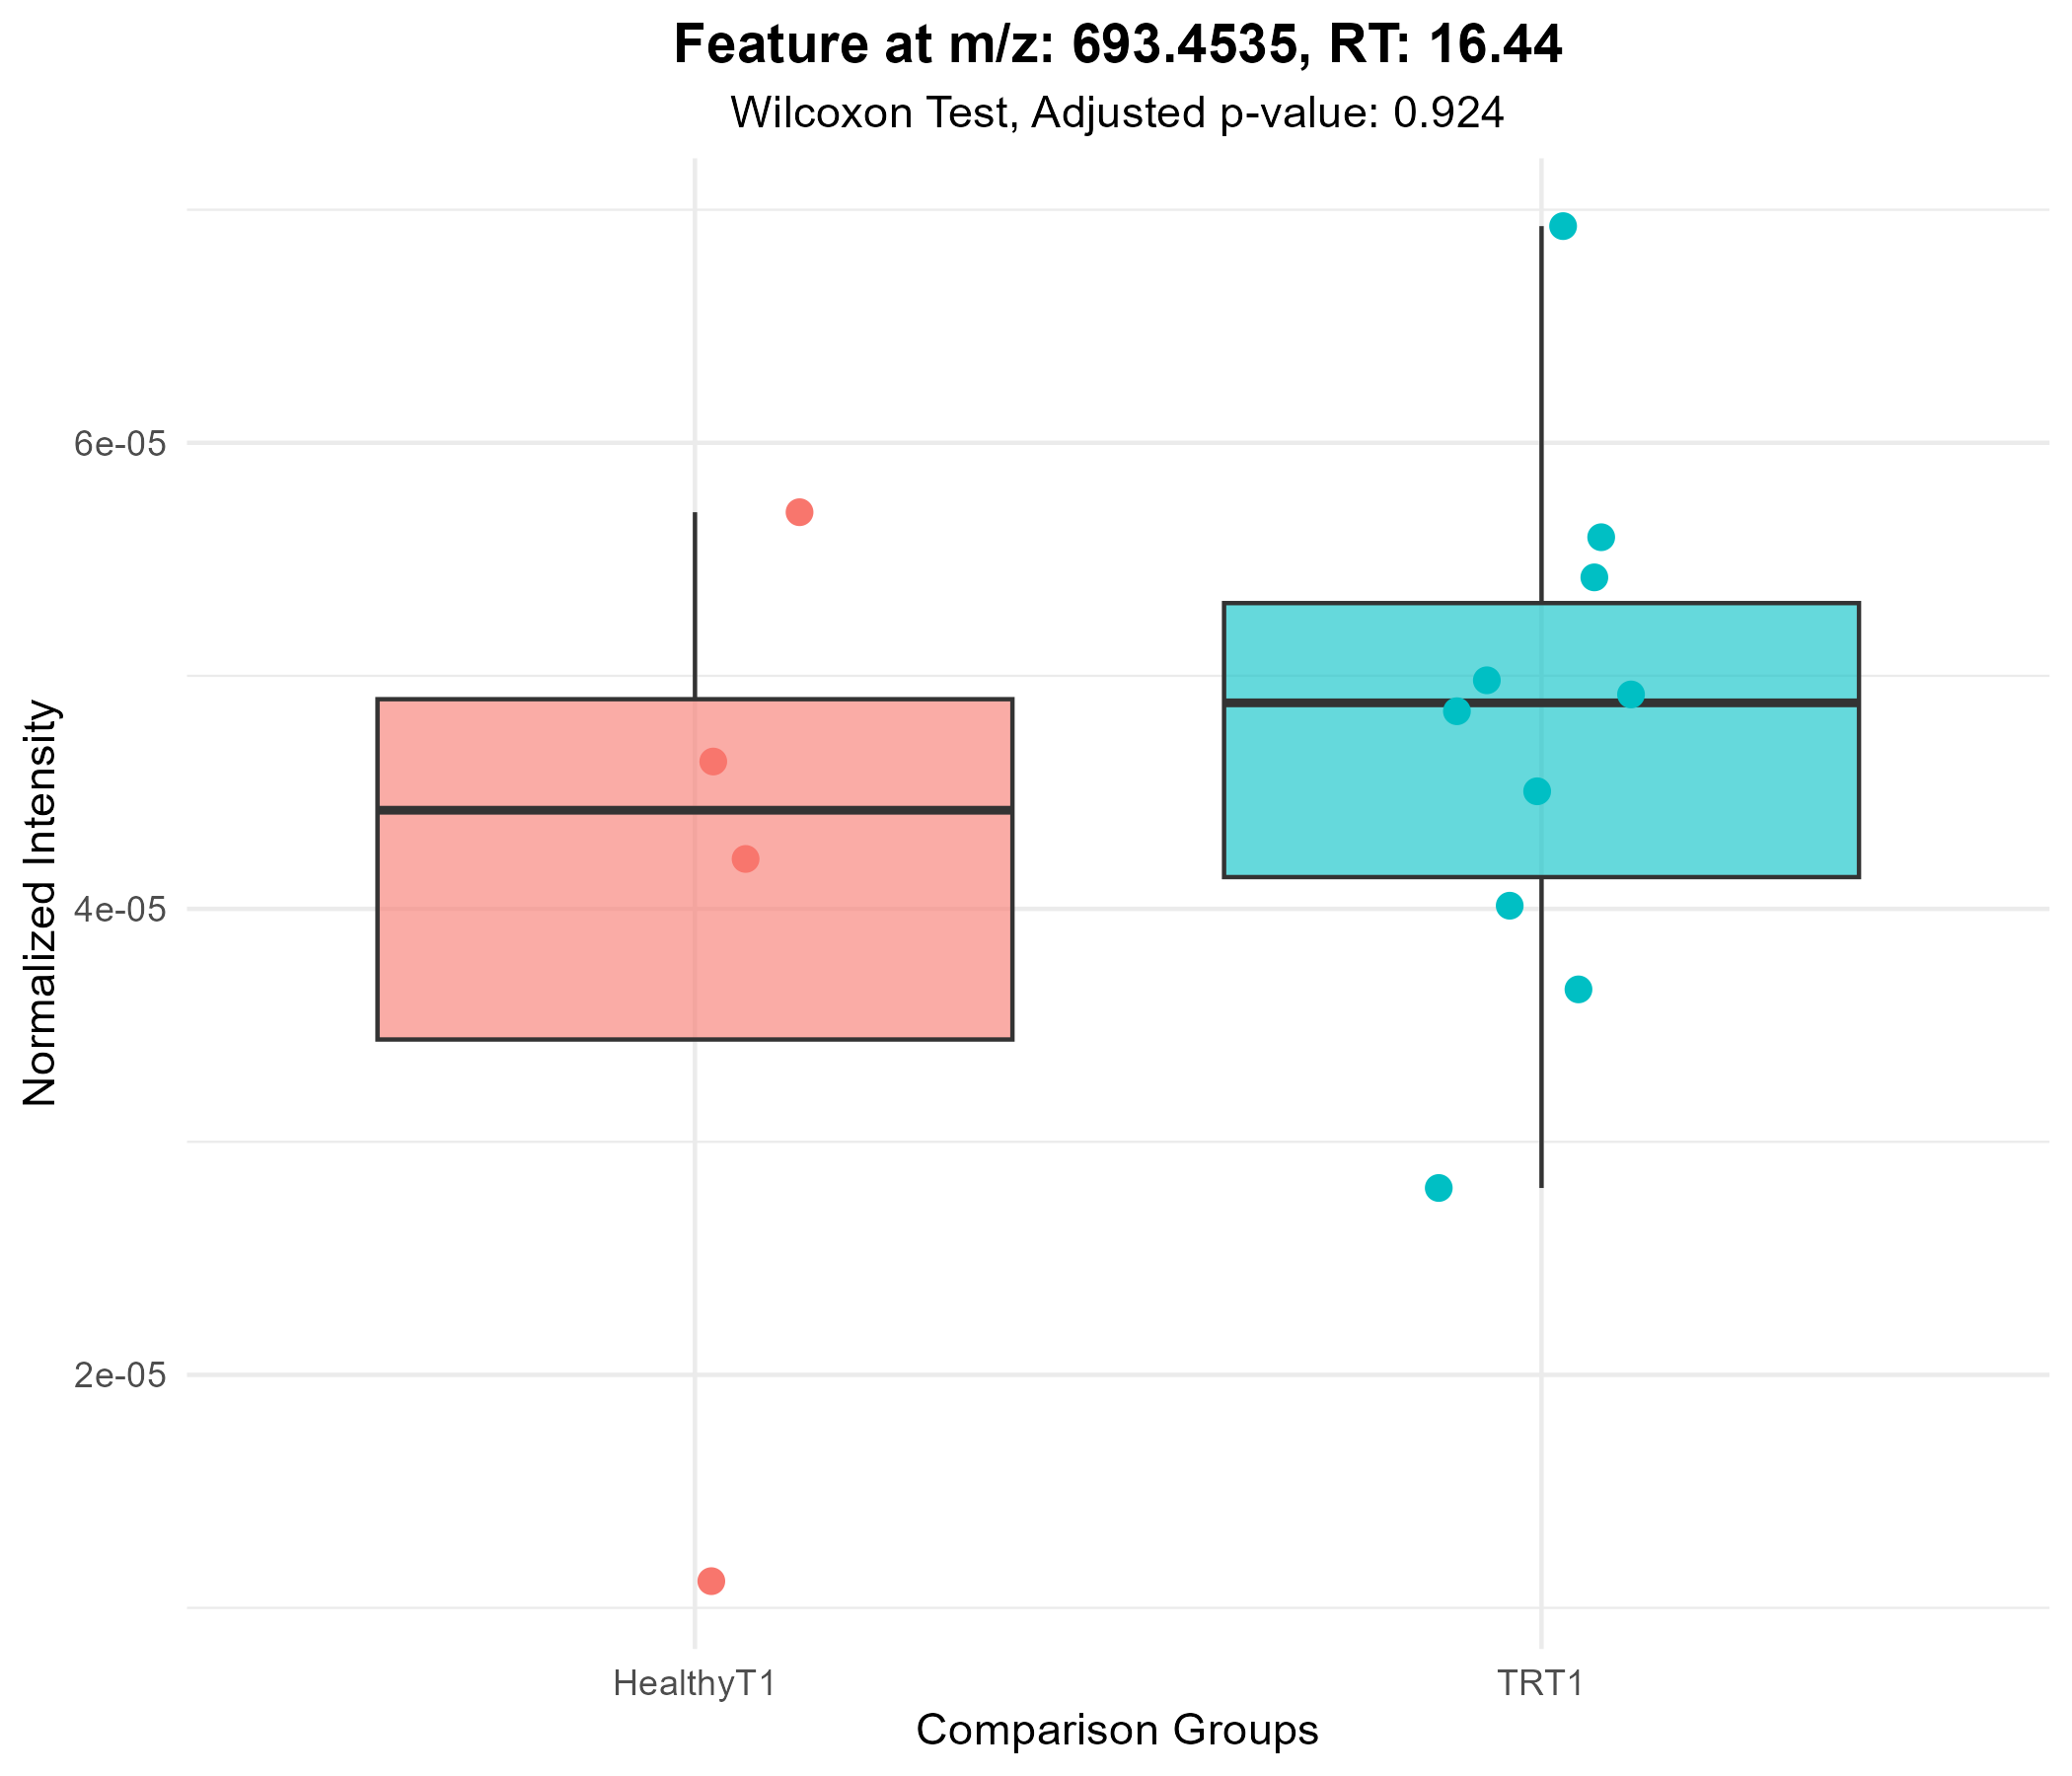 Feature at m/z: 693.4535, RT: 16.44
Wilcoxon Test, Adjusted p-value: 0.924
Normalized Intensity
6e-05
4e-05
2e-05
HealthyT1
TRT1
Comparison Groups